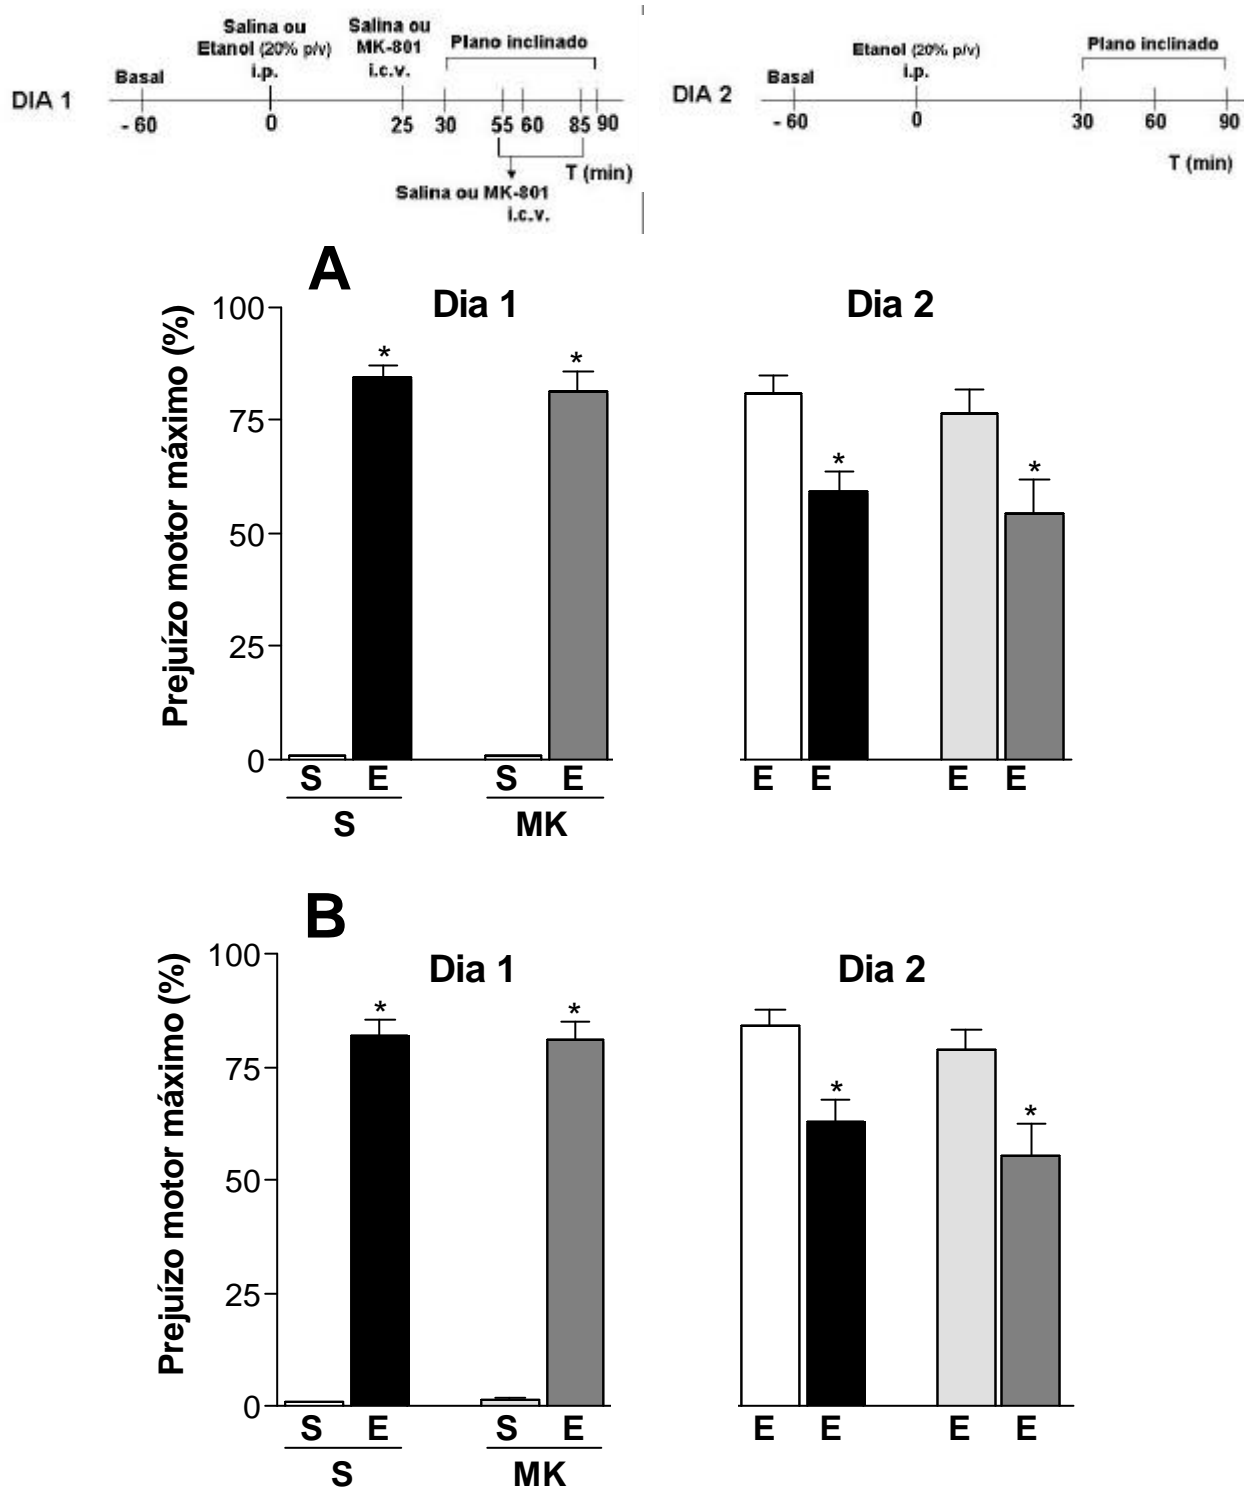 DIA 1
Basal
Salina ou
Etanol (20% p/v)
i.p.
Salina ou
MK-801
i.c.v.
Plano inclinado
- 60 0 25 30 55 60 85 90
T (min)
Salina ou MK-801
i.c.v.
DIA 2
Basal
Etanol (20% p/v)
i.p.
Plano inclinado
- 60 0 30 60 90
T (min)
A
Dia 1 Dia 2
Prejuízo motor máximo (%)
100
75
50
25
0
* * * *
S E S E E E E E
S MK
B
Dia 1 Dia 2
Prejuízo motor máximo (%)
100
75
50
25
0
* * * *
S E S E E E E E
S MK